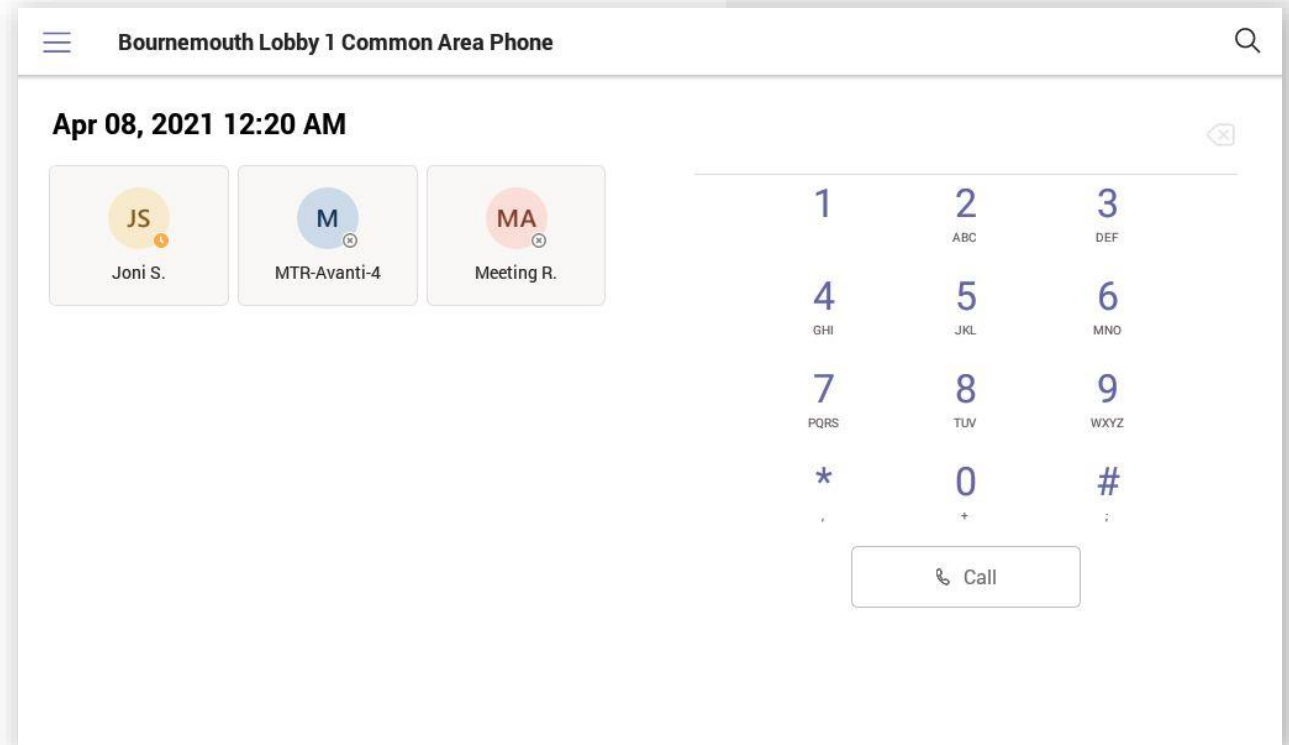 Bournemouth Lobby 1 Common Area Phone
Apr 08, 2021 12:20 AM
JS
Joni S.
M
MTR-Avanti-4
MA
Meeting R.
1 2 3
ABC DEF
4 5 6
GHI JKL MNO
7 8 9
PQRS TUV WXYZ
* 0 #
, + ;
Call